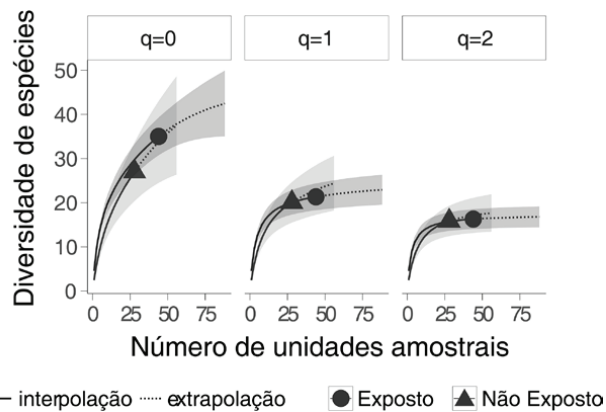 q=0 q=1 q=2
Diversidade de espécies
50
40
30
20
10
0
0 25 50 75 0 25 50 75 0 25 50 75
Número de unidades amostrais
interpolação extrapolação Exposto Não Exposto